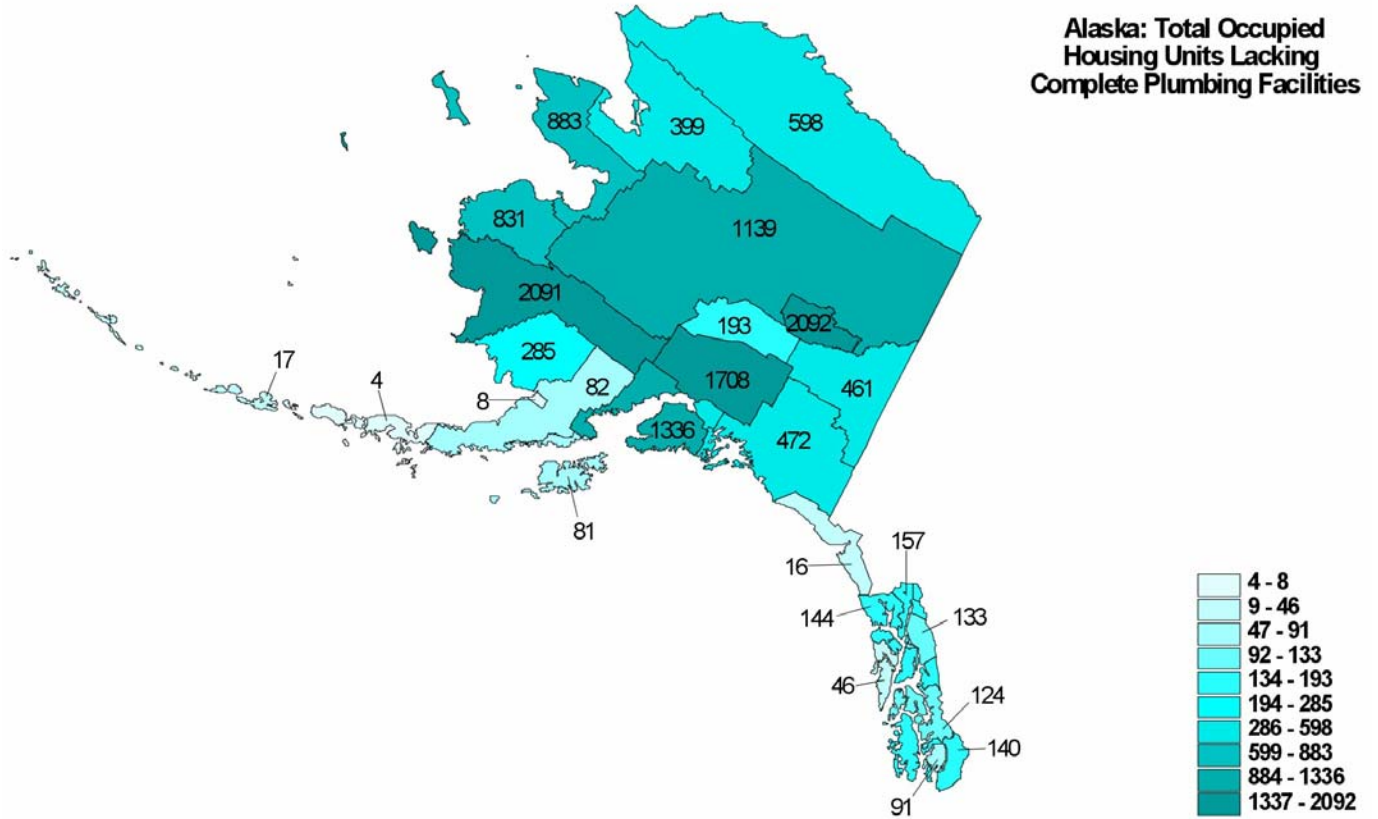 Alaska: Total Occupied
Housing Units Lacking
Complete Plumbing Facilities
883
399
598
831
1139
2091
193
2092
285
17
4
8
82
1708
461
1336
472
81
16
157
144
133
46
124
140
91
4 - 8
9 - 46
47 - 91
92 - 133
134 - 193
194 - 285
286 - 598
599 - 883
884 - 1336
1337 - 2092